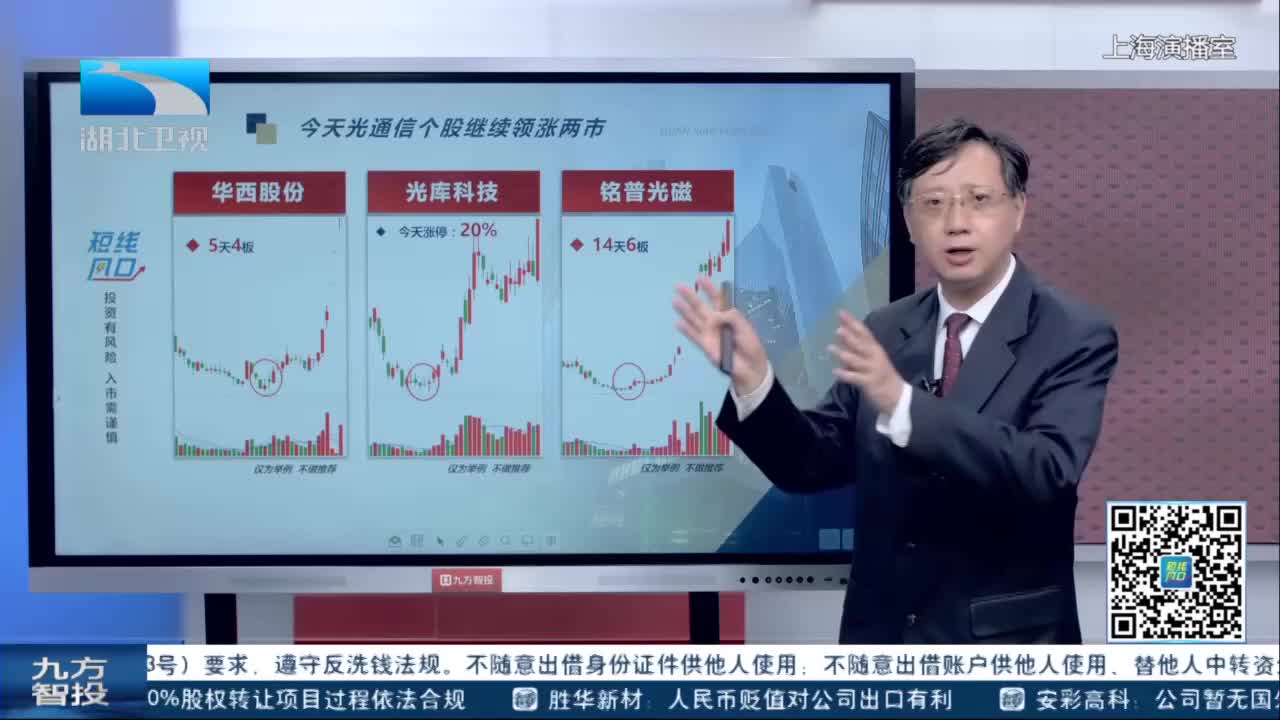 上海演播室
湖北卫视
今天光通信个股继续领涨两市
华西股份
光库科技
铭普光磁
5天4板
今天涨停：20%
14天6板
短线
风口
投资有风险 入市需谨慎
仅为举例 不做推荐
仅为举例 不做推荐
仅为举例 不做推荐
九方智投
短线
风口
九方
智投
3号）要求，遵守反洗钱法规。不随意出借身份证件供他人使用；不随意出借账户供他人使用、替他人中转资
0%股权转让项目过程依法合规
胜华新材：人民币贬值对公司出口有利
安彩高科：公司暂无国